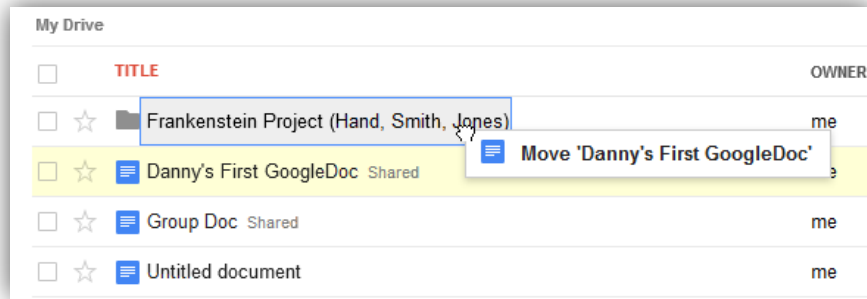 My Drive
TITLE OWNER
Frankenstein Project (Hand, Smith, Jones) me
Move 'Danny's First GoogleDoc'
Danny's First GoogleDoc Shared
Group Doc Shared me
Untitled document me